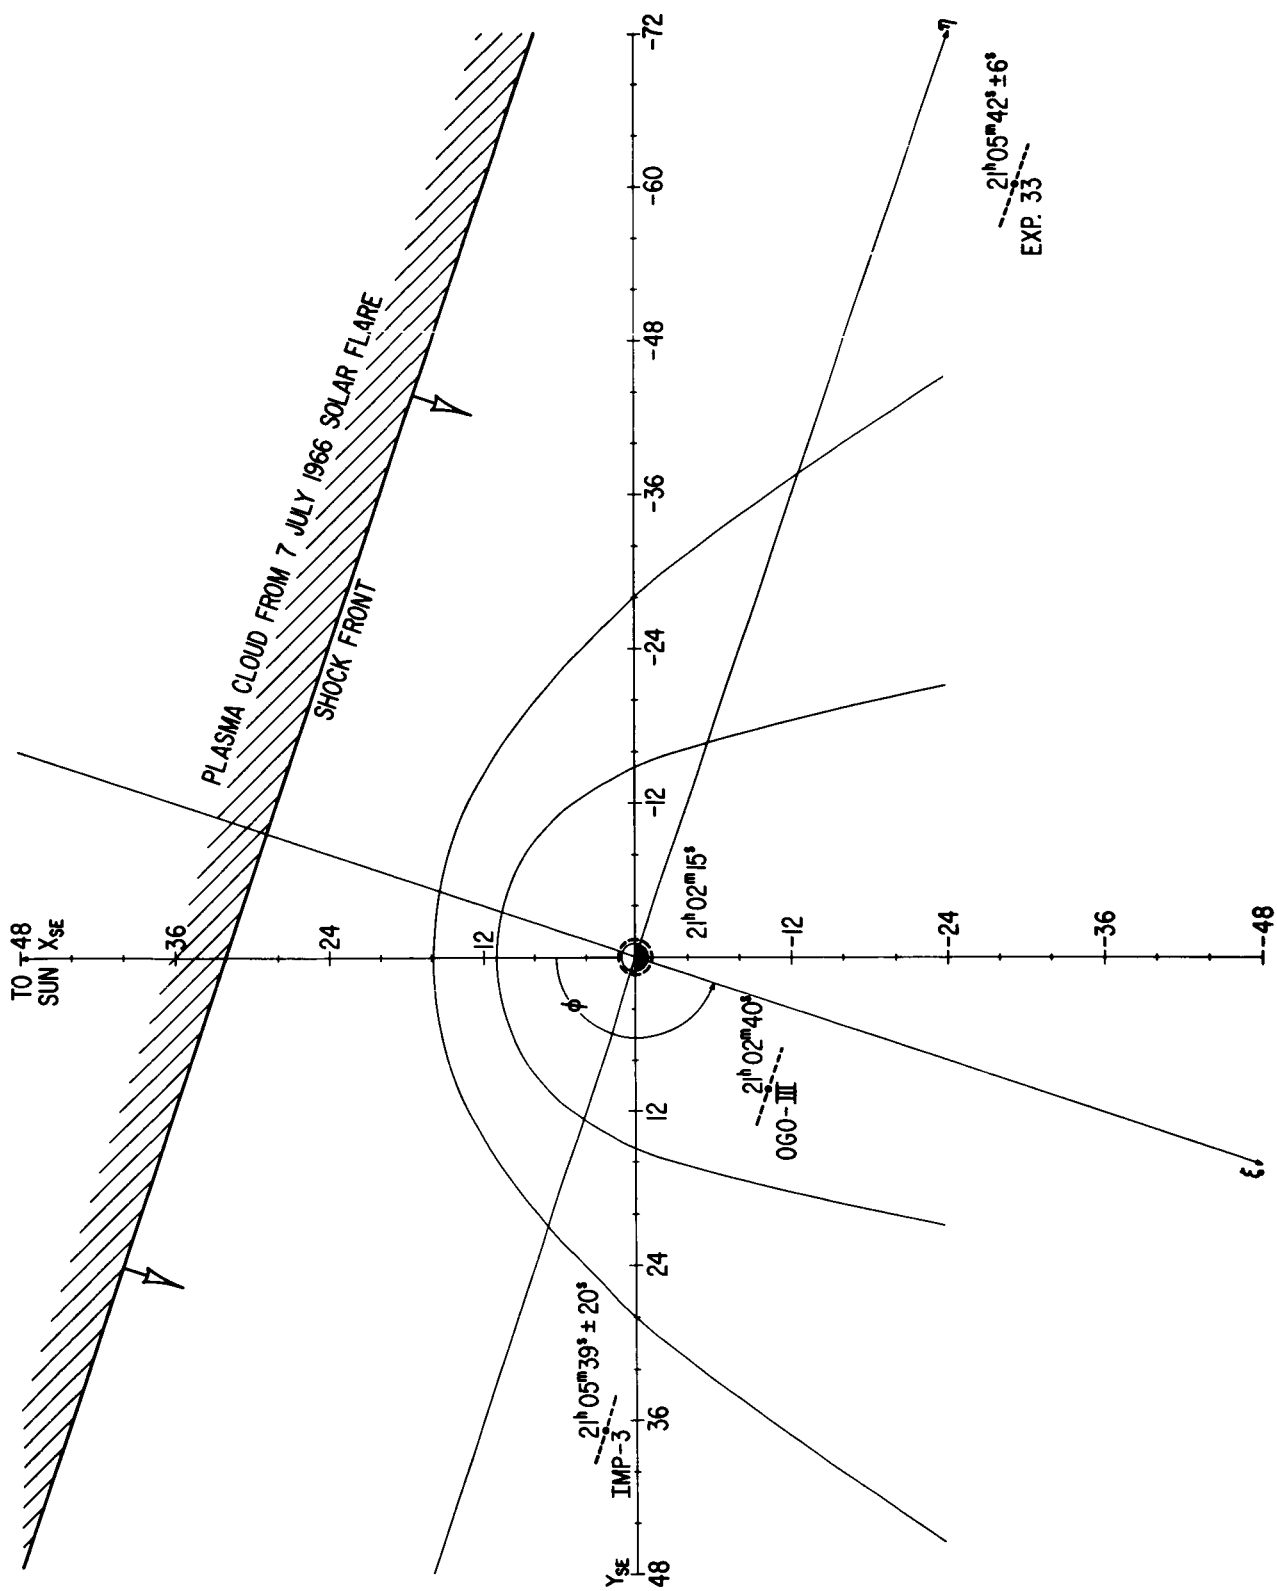 TO SUN
X_SE
48
36
24
12
-12
-24
-36
-48
PLASMA CLOUD FROM 7 JULY 1966 SOLAR FLARE
SHOCK FRONT
Y_SE
48
36
24
12
-12
-24
-36
-48
-60
-72
η
ξ
φ
21ʰ02ᵐ15ˢ
21ʰ02ᵐ40ˢ
OGO-III
21ʰ05ᵐ39ˢ±20ˢ
IMP-3
21ʰ05ᵐ42ˢ±6ˢ
EXP. 33